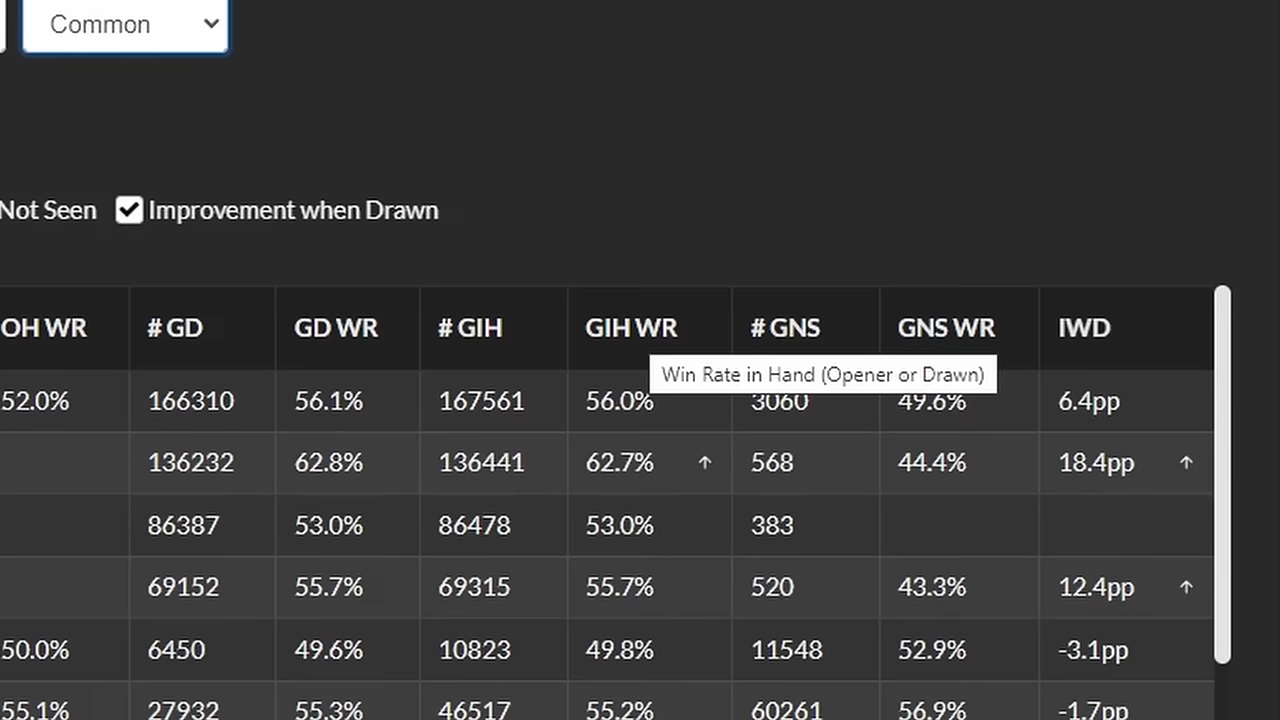 Common
Not Seen Improvement when Drawn
OH WR # GD GD WR # GIH GIH WR # GNS GNS WR IWD
Win Rate in Hand (Opener or Drawn)
52.0% 166310 56.1% 167561 56.0% 3060 49.6% 6.4pp
136232 62.8% 136441 62.7% ↑ 568 44.4% 18.4pp ↑
86387 53.0% 86478 53.0% 383
69152 55.7% 69315 55.7% 520 43.3% 12.4pp ↑
50.0% 6450 49.6% 10823 49.8% 11548 52.9% -3.1pp
55.1% 27932 55.3% 46517 55.2% 60261 56.9% -1.7pp